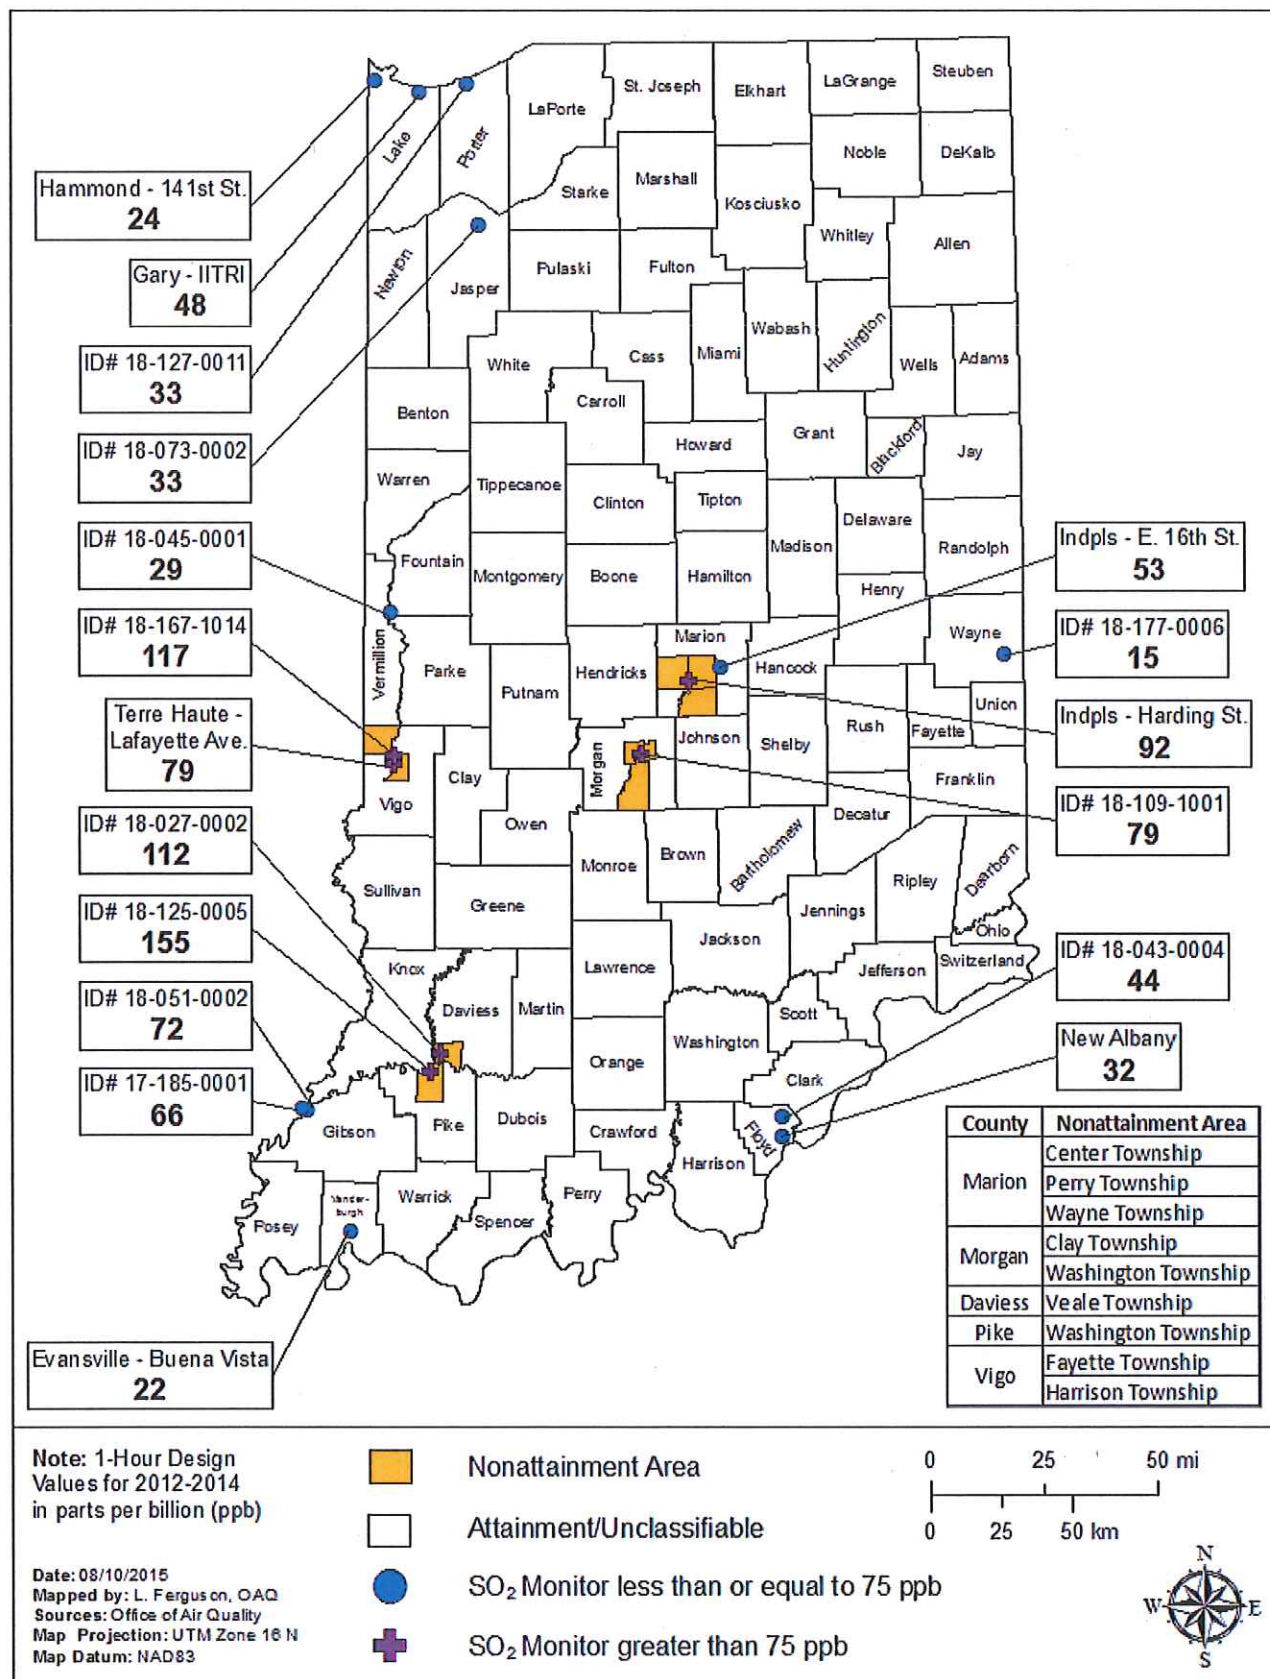 Hammond - 141st St.
24
Gary - IITRI
48
ID# 18-127-0011
33
ID# 18-073-0002
33
ID# 18-045-0001
29
ID# 18-167-1014
117
Terre Haute -
Lafayette Ave.
79
ID# 18-027-0002
112
ID# 18-125-0005
155
ID# 18-051-0002
72
ID# 17-185-0001
66
Evansville - Buena Vista
22
Indpls - E. 16th St.
53
ID# 18-177-0006
15
Indpls - Harding St.
92
ID# 18-109-1001
79
ID# 18-043-0004
44
New Albany
32
Lake
Porter
LaPorte
St. Joseph
Elkhart
LaGrange
Steuben
Noble
DeKalb
Starke
Marshall
Kosciusko
Whitley
Allen
Newton
Jasper
Pulaski
Fulton
White
Cass
Miami
Wabash
Huntington
Wells
Adams
Benton
Carroll
Howard
Grant
Blackford
Jay
Warren
Tippecanoe
Clinton
Tipton
Delaware
Randolph
Fountain
Montgomery
Boone
Hamilton
Madison
Henry
Vermillion
Parke
Putnam
Hendricks
Marion
Hancock
Wayne
Rush
Fayette
Union
Vigo
Clay
Owen
Morgan
Johnson
Shelby
Franklin
Decatur
Sullivan
Greene
Monroe
Brown
Bartholomew
Jennings
Ripley
Dearborn
Ohio
Knox
Daviess
Martin
Lawrence
Jackson
Jefferson
Switzerland
Scott
Washington
Orange
Clark
Gibson
Pike
Dubois
Crawford
Harrison
Floyd
Posey
Vander-
burgh
Warrick
Spencer
Perry
County Nonattainment Area
Marion
Center Township
Perry Township
Wayne Township
Morgan
Clay Township
Washington Township
Daviess Veale Township
Pike Washington Township
Vigo
Fayette Township
Harrison Township
Note: 1-Hour Design
Values for 2012-2014
in parts per billion (ppb)
Date: 08/10/2015
Mapped by: L. Ferguson, OAQ
Sources: Office of Air Quality
Map Projection: UTM Zone 16 N
Map Datum: NAD83
Nonattainment Area
Attainment/Unclassifiable
SO₂ Monitor less than or equal to 75 ppb
SO₂ Monitor greater than 75 ppb
0 25 50 mi
0 25 50 km
N
W E
S